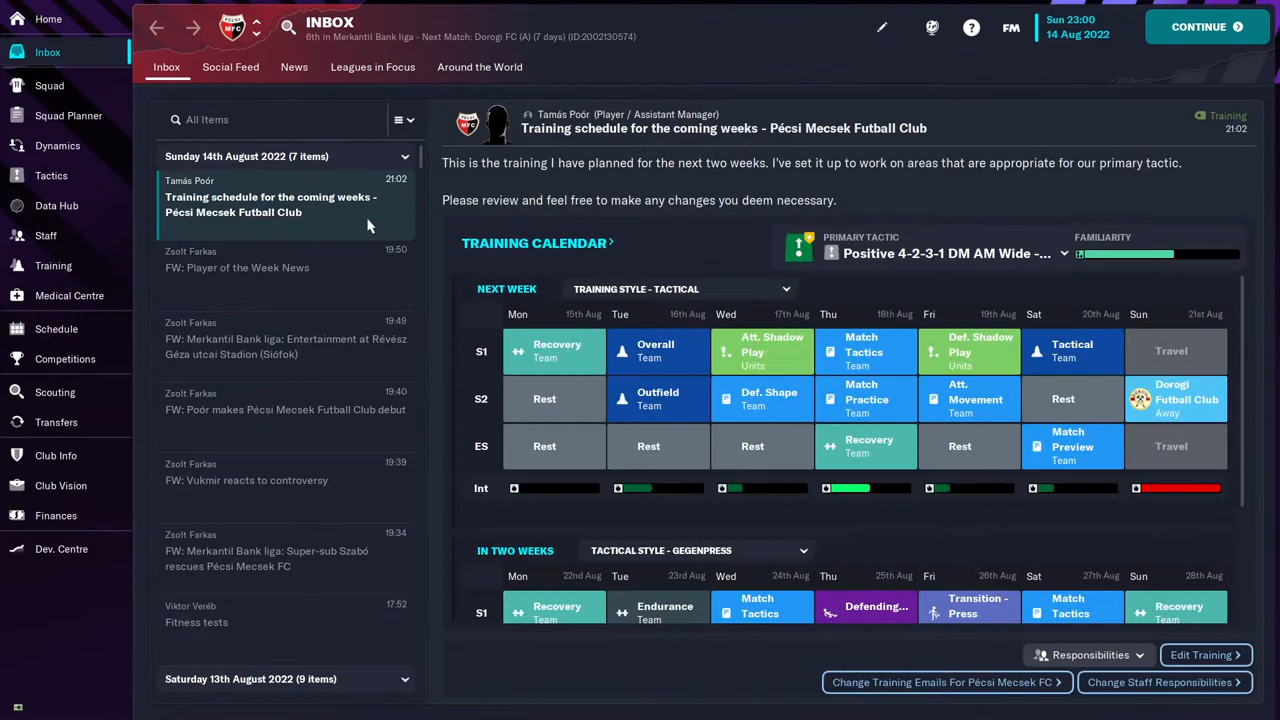 Home
Inbox
Squad
Squad Planner
Dynamics
Tactics
Data Hub
Staff
Training
Medical Centre
Schedule
Competitions
Scouting
Transfers
Club Info
Club Vision
Finances
Dev. Centre
PÉCSI
MFC
INBOX
6th in Merkantil Bank liga - Next Match: Dorogi FC (A) (7 days) (ID:2002130574)
FM
Sun 23:00
14 Aug 2022
CONTINUE
Inbox
Social Feed
News
Leagues in Focus
Around the World
All Items
Sunday 14th August 2022 (7 items)
Tamás Poór
21:02
Training schedule for the coming weeks -
Pécsi Mecsek Futball Club
Zsolt Farkas
19:50
FW: Player of the Week News
Zsolt Farkas
19:49
FW: Merkantil Bank liga: Entertainment at Révész
Géza utcai Stadion (Siófok)
Zsolt Farkas
19:40
FW: Poór makes Pécsi Mecsek Futball Club debut
Zsolt Farkas
19:39
FW: Vukmir reacts to controversy
Zsolt Farkas
19:34
FW: Merkantil Bank liga: Super-sub Szabó
rescues Pécsi Mecsek FC
Viktor Veréb
17:52
Fitness tests
Saturday 13th August 2022 (9 items)
Tamás Poór (Player / Assistant Manager)
Training schedule for the coming weeks - Pécsi Mecsek Futball Club
Training
21:02
This is the training I have planned for the next two weeks. I've set it up to work on areas that are appropriate for our primary tactic.
Please review and feel free to make any changes you deem necessary.
TRAINING CALENDAR
PRIMARY TACTIC
Positive 4-2-3-1 DM AM Wide -...
FAMILIARITY
NEXT WEEK
TRAINING STYLE - TACTICAL
Mon 15th Aug Tue 16th Aug Wed 17th Aug Thu 18th Aug Fri 19th Aug Sat 20th Aug Sun 21st Aug
S1
Recovery
Team
Overall
Team
Att. Shadow
Play
Units
Match
Tactics
Team
Def. Shadow
Play
Units
Tactical
Team
Travel
S2
Rest
Outfield
Team
Def. Shape
Team
Match
Practice
Team
Att.
Movement
Team
Rest
Dorogi
Futball Club
Away
ES
Rest
Rest
Rest
Recovery
Team
Rest
Match
Preview
Team
Travel
Int
IN TWO WEEKS
TACTICAL STYLE - GEGENPRESS
Mon 22nd Aug Tue 23rd Aug Wed 24th Aug Thu 25th Aug Fri 26th Aug Sat 27th Aug Sun 28th Aug
S1
Recovery
Team
Endurance
Team
Match
Tactics
Defending...
Transition -
Press
Match
Tactics
Recovery
Team
Responsibilities
Edit Training
Change Training Emails For Pécsi Mecsek FC
Change Staff Responsibilities